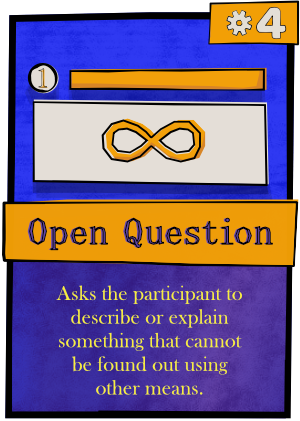 #4
1
Open Question
Asks the participant to
describe or explain
something that cannot
be found out using
other means.